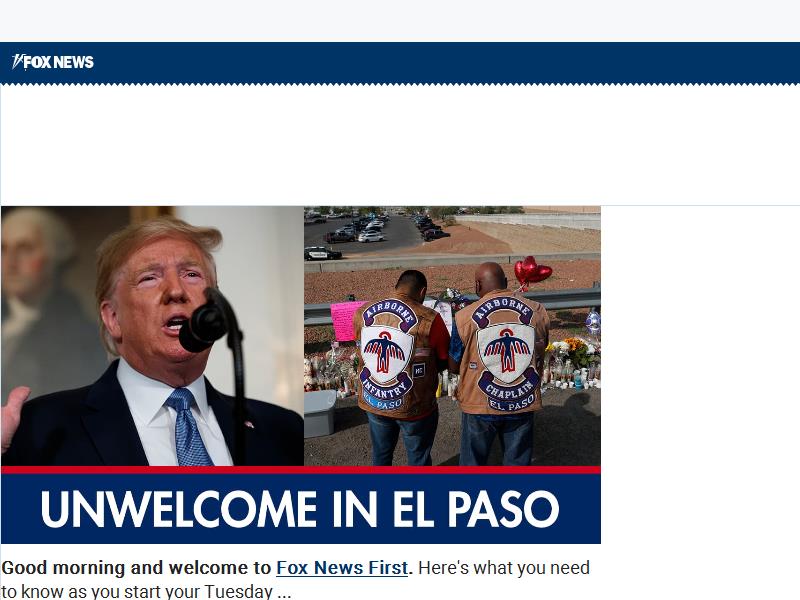 FOX NEWS
AIRBORNE
INFANTRY
EL PASO
AIRBORNE
CHAPLAIN
EL PASO
UNWELCOME IN EL PASO
Good morning and welcome to Fox News First. Here's what you need
to know as you start your Tuesday ...